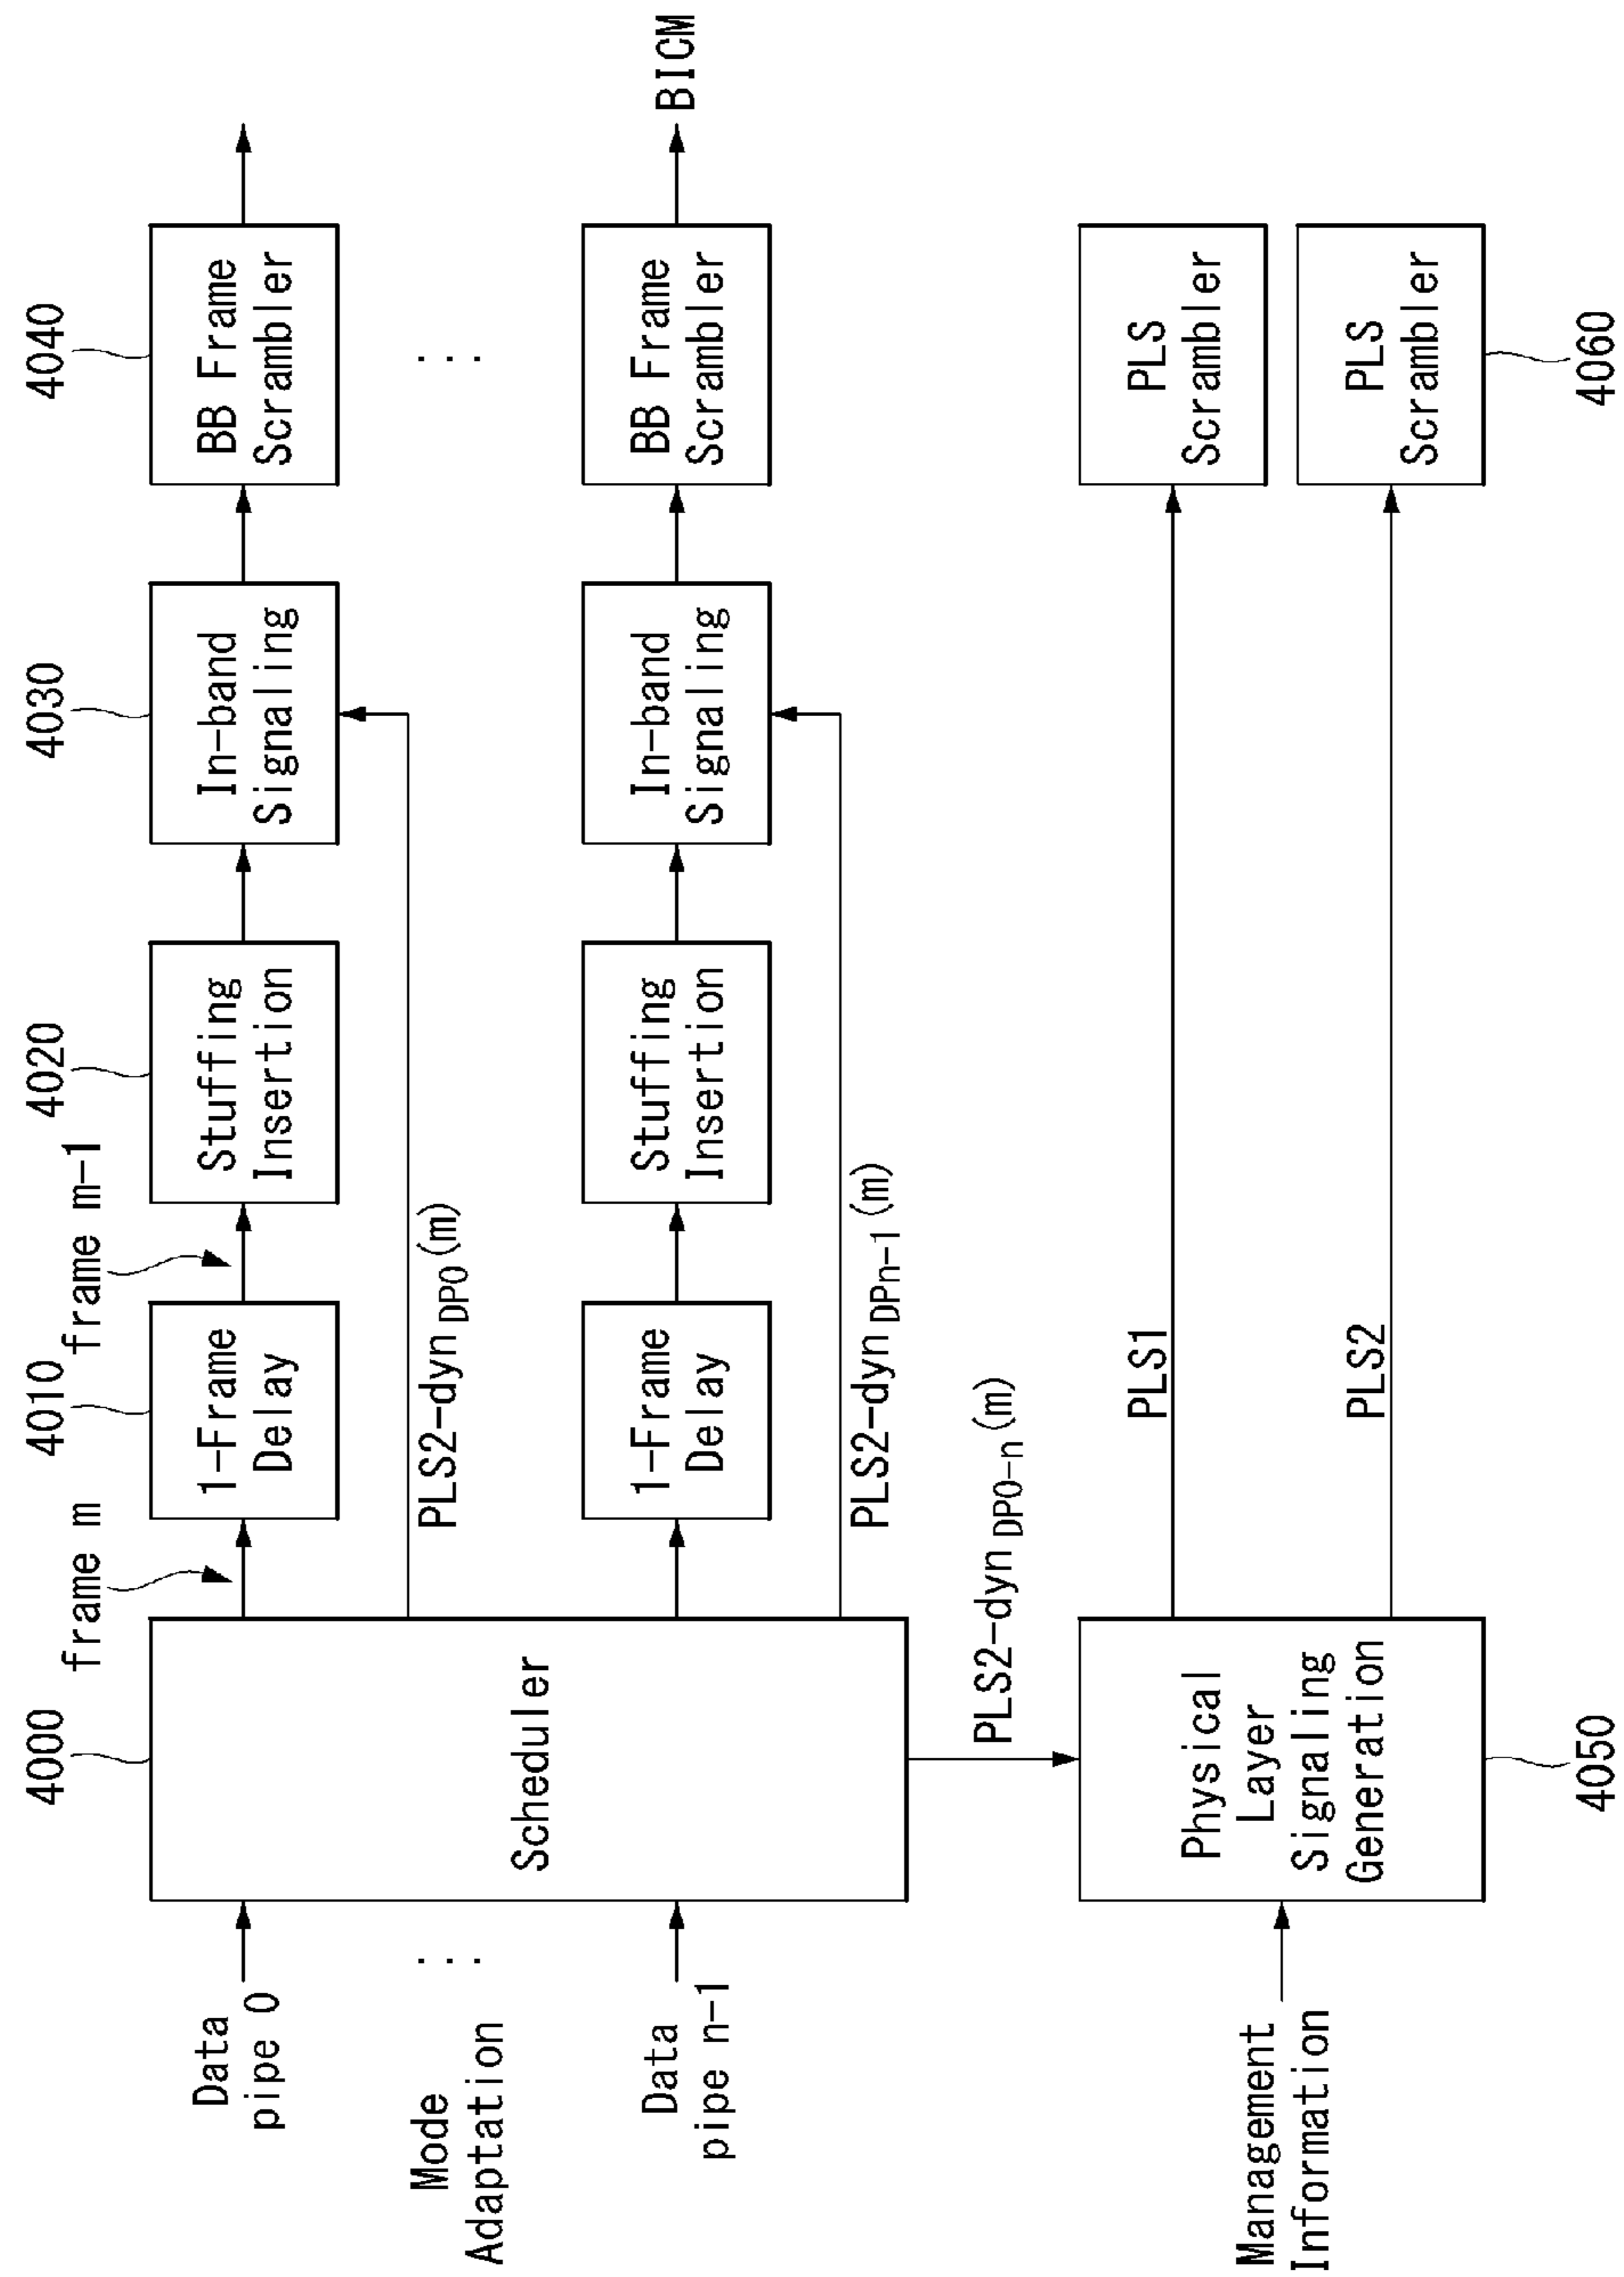 4000
frame m
4010
frame m-1
4020
4030
4040
Data
pipe 0
1-Frame
Delay
Stuffing
Insertion
In-band
Signaling
BB Frame
Scrambler
Mode
Adaptation
...
Scheduler
PLS2-dyn DP0 (m)
...
Data
pipe n-1
1-Frame
Delay
Stuffing
Insertion
In-band
Signaling
BB Frame
Scrambler
BICM
PLS2-dyn DPn-1 (m)
PLS2-dyn DP0-n (m)
Management
Information
Physical
Layer
Signaling
Generation
PLS1
PLS
Scrambler
PLS2
PLS
Scrambler
4050
4060